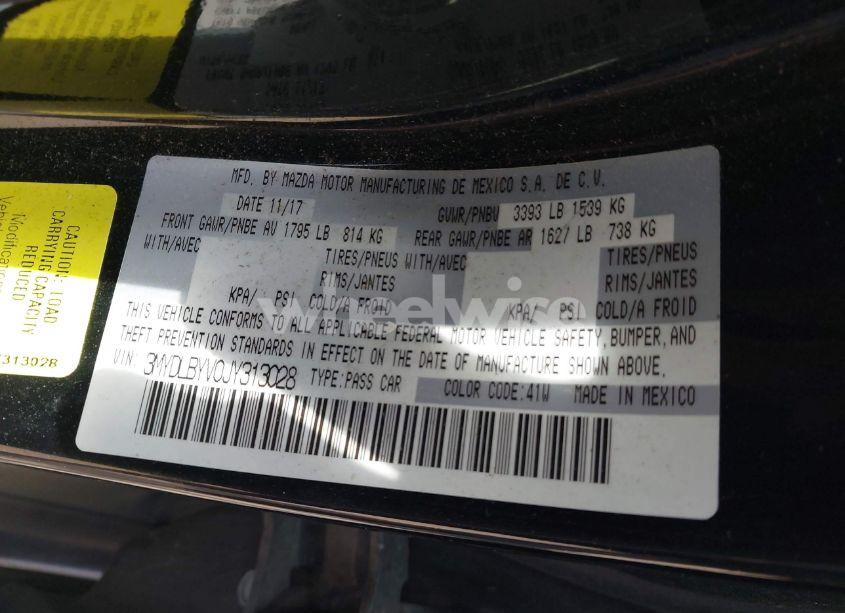 MFD. BY MAZDA MOTOR MANUFACTURING DE MEXICO S.A. DE C.V.
DATE 11/17 GVWR/PNBV 3393 LB 1539 KG
FRONT GAWR/PNBE AV 1795 LB 814 KG REAR GAWR/PNBE AR 1627 LB 738 KG
WITH/AVEC TIRES/PNEUS WITH/AVEC TIRES/PNEUS
RIMS/JANTES RIMS/JANTES
KPA/ PSI COLD/A FROID KPA/ PSI COLD/A FROID
THIS VEHICLE CONFORMS TO ALL APPLICABLE FEDERAL MOTOR VEHICLE SAFETY, BUMPER, AND
THEFT PREVENTION STANDARDS IN EFFECT ON THE DATE OF MANUFACTURE SHOWN ABOVE.
VIN: 3MYDLBYV0JY313028 TYPE:PASS CAR COLOR CODE:41W MADE IN MEXICO
CAUTION: LOAD
CARRYING CAPACITY
REDUCED
Modifications
313028
wheelwise